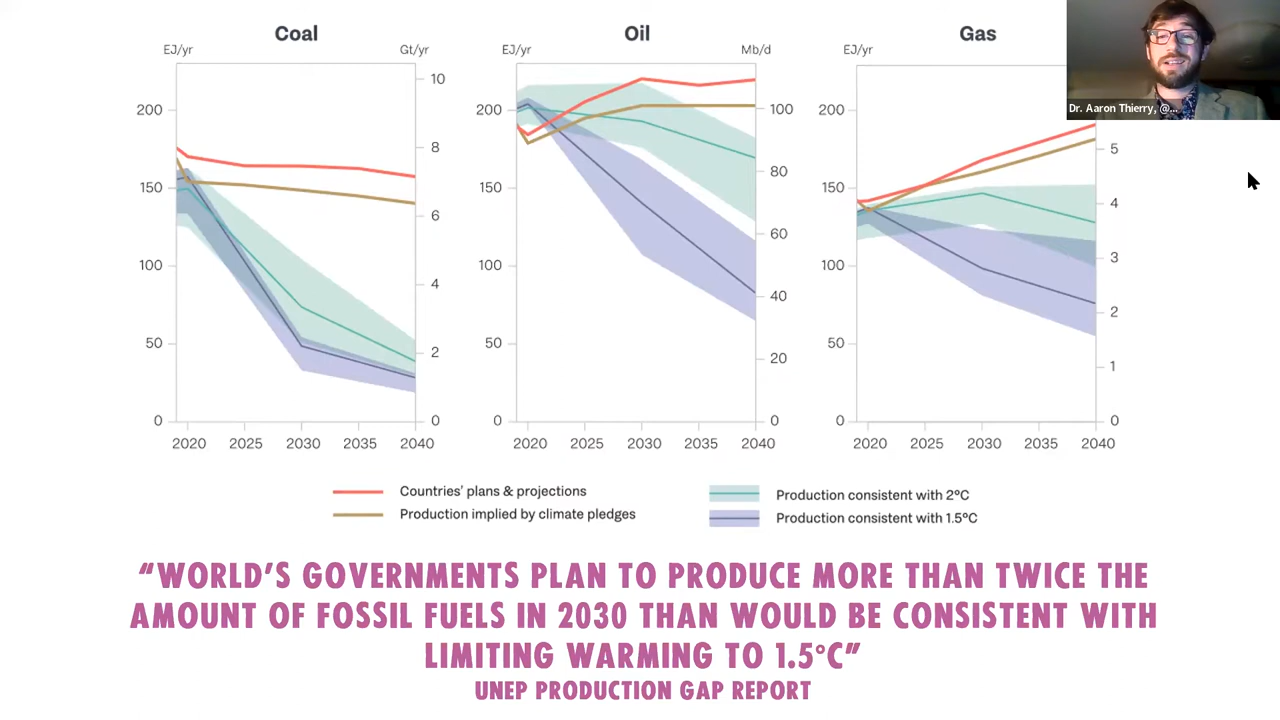 Coal
Oil
Gas
EJ/yr
Gt/yr
EJ/yr
Mb/d
EJ/yr
Dr. Aaron Thierry, @...
200
150
100
50
0
10
8
6
4
2
0
200
150
100
50
0
100
80
60
40
20
0
200
150
100
50
0
5
4
3
2
1
0
2020 2025 2030 2035 2040
2020 2025 2030 2035 2040
2020 2025 2030 2035 2040
Countries' plans & projections
Production implied by climate pledges
Production consistent with 2°C
Production consistent with 1.5°C
“WORLD’S GOVERNMENTS PLAN TO PRODUCE MORE THAN TWICE THE
AMOUNT OF FOSSIL FUELS IN 2030 THAN WOULD BE CONSISTENT WITH
LIMITING WARMING TO 1.5°C”
UNEP PRODUCTION GAP REPORT